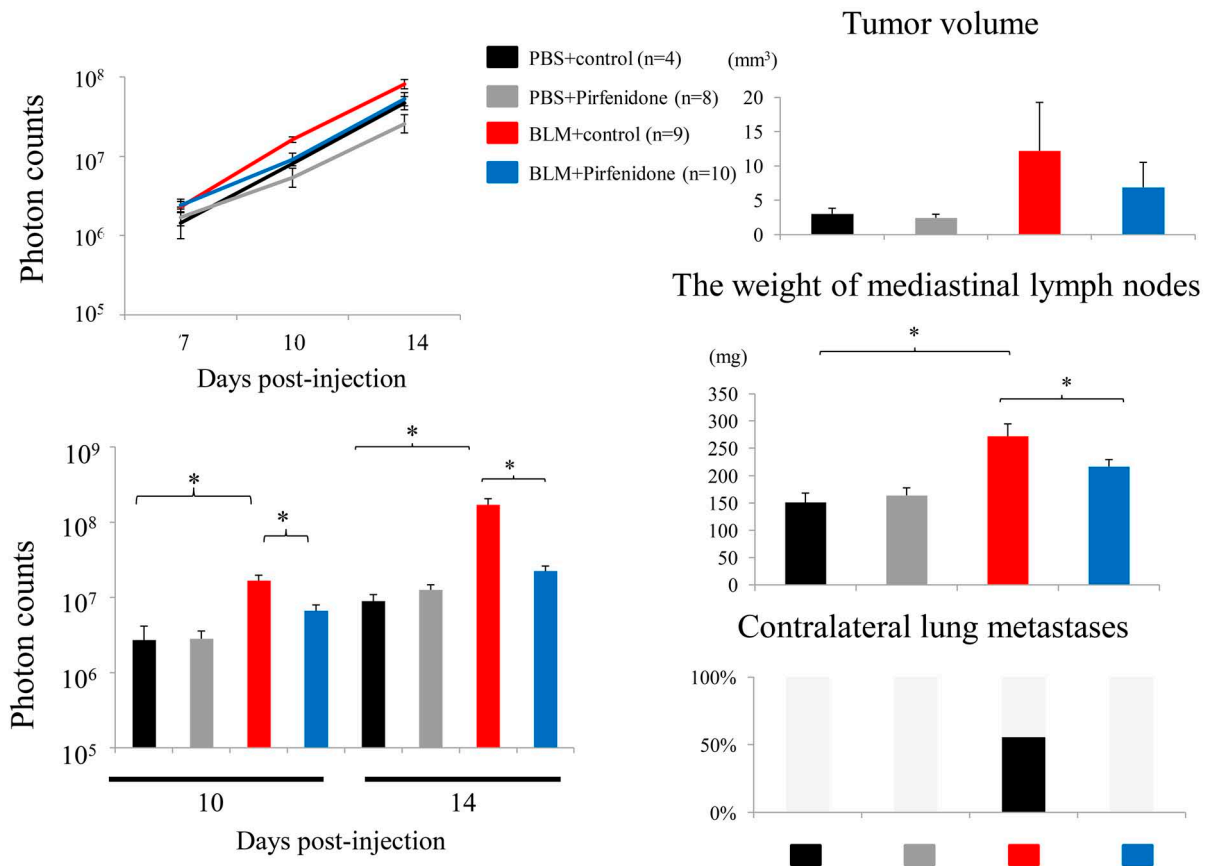 Photon counts
10⁸
10⁷
10⁶
10⁵
7
10
14
Days post-injection
PBS+control (n=4)
PBS+Pirfenidone (n=8)
BLM+control (n=9)
BLM+Pirfenidone (n=10)
Photon counts
10⁹
10⁸
10⁷
10⁶
10⁵
*
*
*
*
10
14
Days post-injection
Tumor volume
(mm³)
20
15
10
5
0
The weight of mediastinal lymph nodes
(mg)
*
*
350
300
250
200
150
100
50
0
Contralateral lung metastases
100%
50%
0%